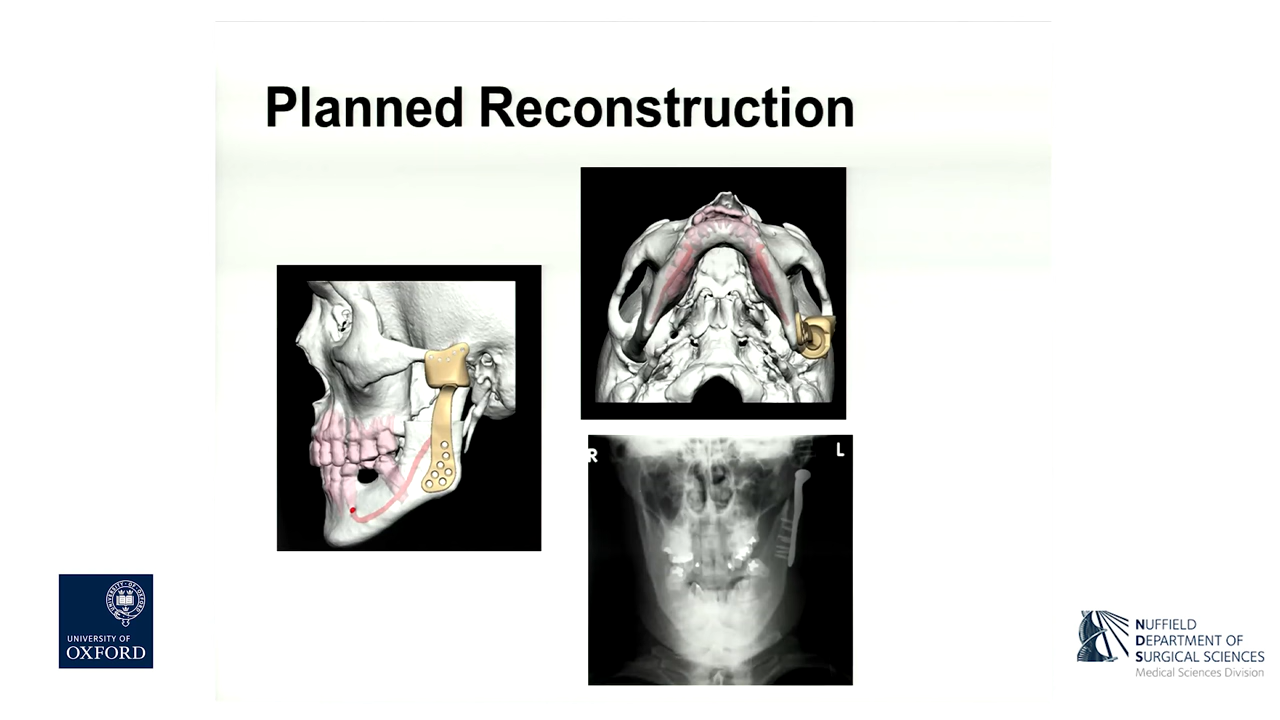 Planned Reconstruction
R
L
UNIVERSITY OF
OXFORD
NUFFIELD
DEPARTMENT OF
SURGICAL SCIENCES
Medical Sciences Division